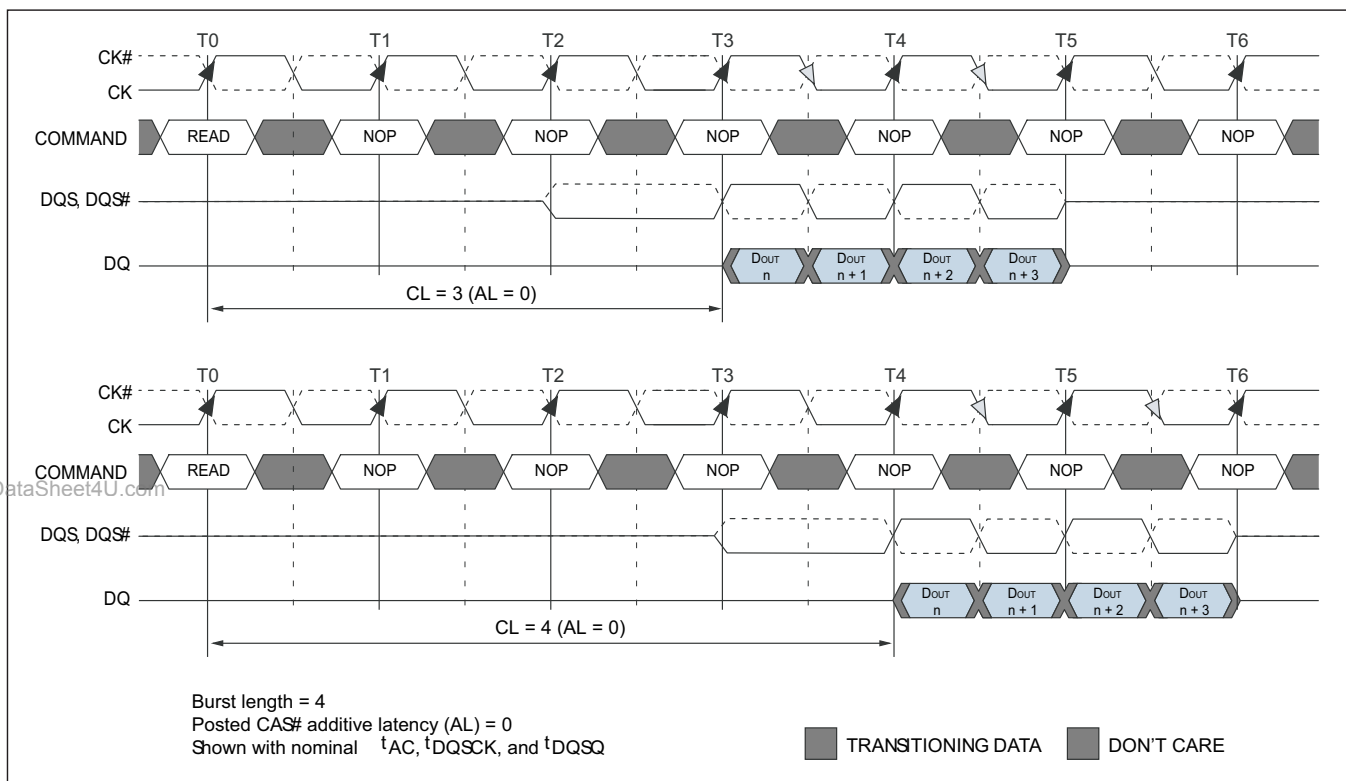 T0 T1 T2 T3 T4 T5 T6
CK#
CK
COMMAND READ NOP NOP NOP NOP NOP NOP
DQS, DQS#
DQ DOUT n DOUT n + 1 DOUT n + 2 DOUT n + 3
CL = 3 (AL = 0)
T0 T1 T2 T3 T4 T5 T6
CK#
CK
COMMAND READ NOP NOP NOP NOP NOP NOP
DataSheet4U.com
DQS, DQS#
DQ DOUT n DOUT n + 1 DOUT n + 2 DOUT n + 3
CL = 4 (AL = 0)
Burst length = 4
Posted CAS# additive latency (AL) = 0
Shown with nominal tAC, tDQSCK, and tDQSQ
TRANSITIONING DATA DON'T CARE